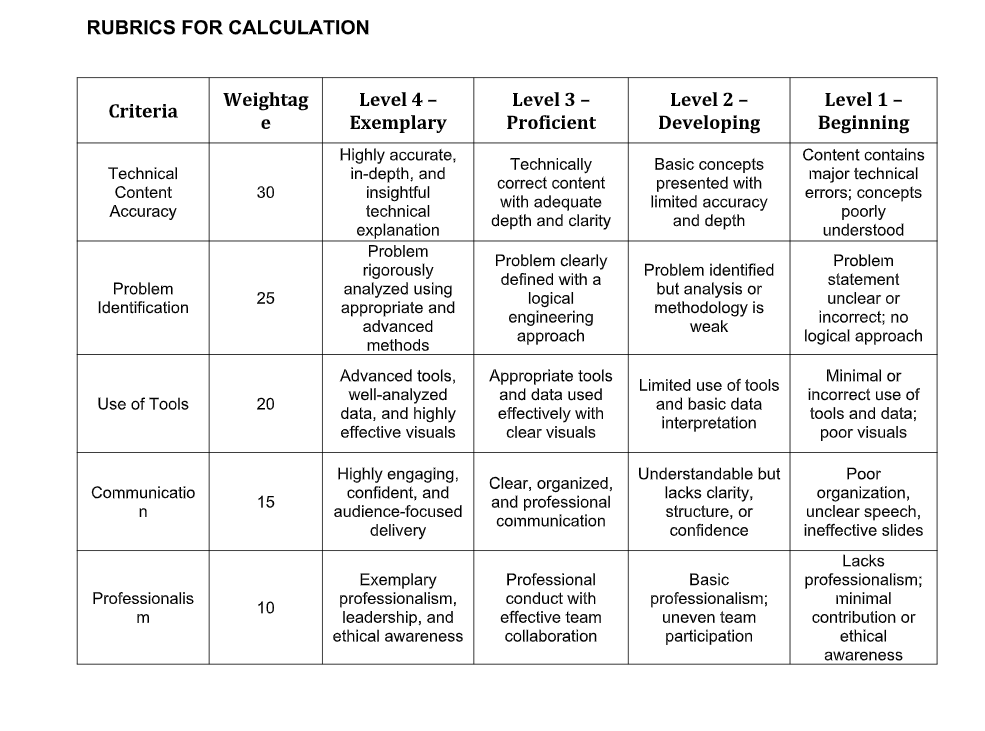 RUBRICS FOR CALCULATION
Criteria
Weightag
e
Level 4 –
Exemplary
Level 3 –
Proficient
Level 2 –
Developing
Level 1 –
Beginning
Technical
Content
Accuracy
30
Highly accurate,
in-depth, and
insightful
technical
explanation
Technically
correct content
with adequate
depth and clarity
Basic concepts
presented with
limited accuracy
and depth
Content contains
major technical
errors; concepts
poorly
understood
Problem
Identification
25
Problem
rigorously
analyzed using
appropriate and
advanced
methods
Problem clearly
defined with a
logical
engineering
approach
Problem identified
but analysis or
methodology is
weak
Problem
statement
unclear or
incorrect; no
logical approach
Use of Tools
20
Advanced tools,
well-analyzed
data, and highly
effective visuals
Appropriate tools
and data used
effectively with
clear visuals
Limited use of tools
and basic data
interpretation
Minimal or
incorrect use of
tools and data;
poor visuals
Communicatio
n
15
Highly engaging,
confident, and
audience-focused
delivery
Clear, organized,
and professional
communication
Understandable but
lacks clarity,
structure, or
confidence
Poor
organization,
unclear speech,
ineffective slides
Professionalis
m
10
Exemplary
professionalism,
leadership, and
ethical awareness
Professional
conduct with
effective team
collaboration
Basic
professionalism;
uneven team
participation
Lacks
professionalism;
minimal
contribution or
ethical
awareness